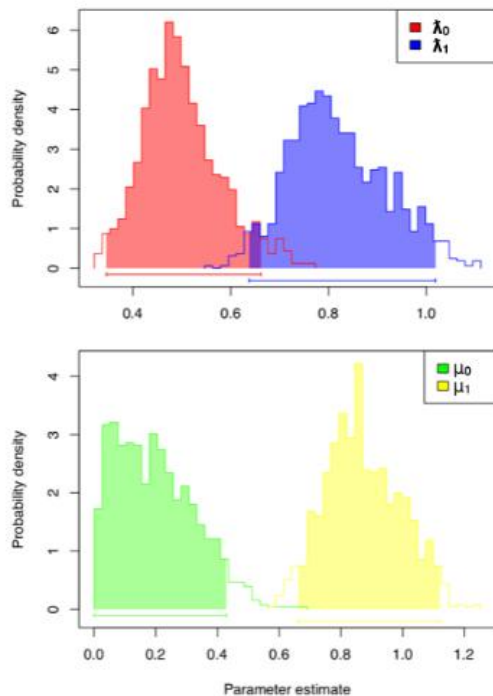 Probability density
6
5
4
3
2
1
0
0.4 0.6 0.8 1.0
ƛ₀
ƛ₁
Probability density
4
3
2
1
0
0.0 0.2 0.4 0.6 0.8 1.0 1.2
μ₀
μ₁
Parameter estimate